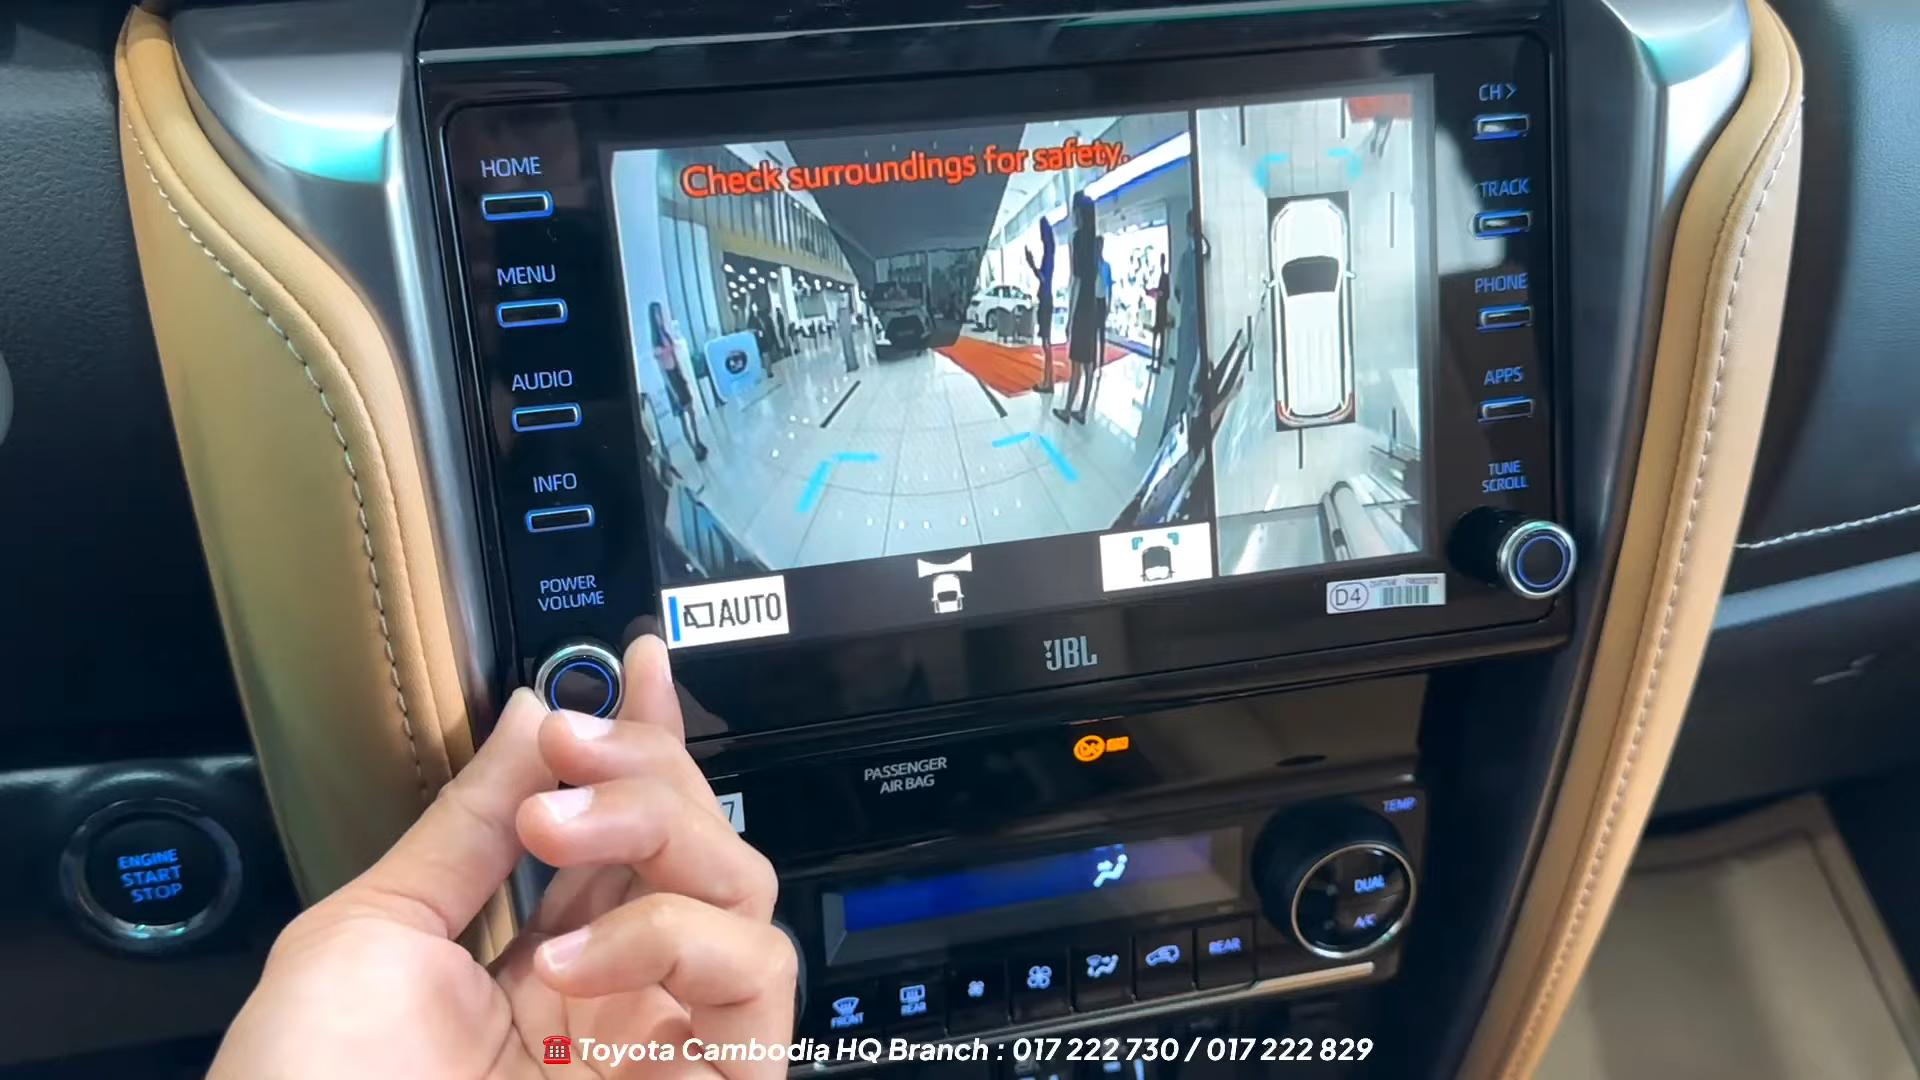 HOME
MENU
AUDIO
INFO
POWER
VOLUME
Check surroundings for safety.
AUTO
CH>
TRACK
PHONE
APPS
TUNE
SCROLL
D4
JBL
PASSENGER
AIR BAG
7
TEMP
DUAL
A/C
ENGINE
START
STOP
FRONT
REAR
REAR
☎ Toyota Cambodia HQ Branch : 017 222 730 / 017 222 829